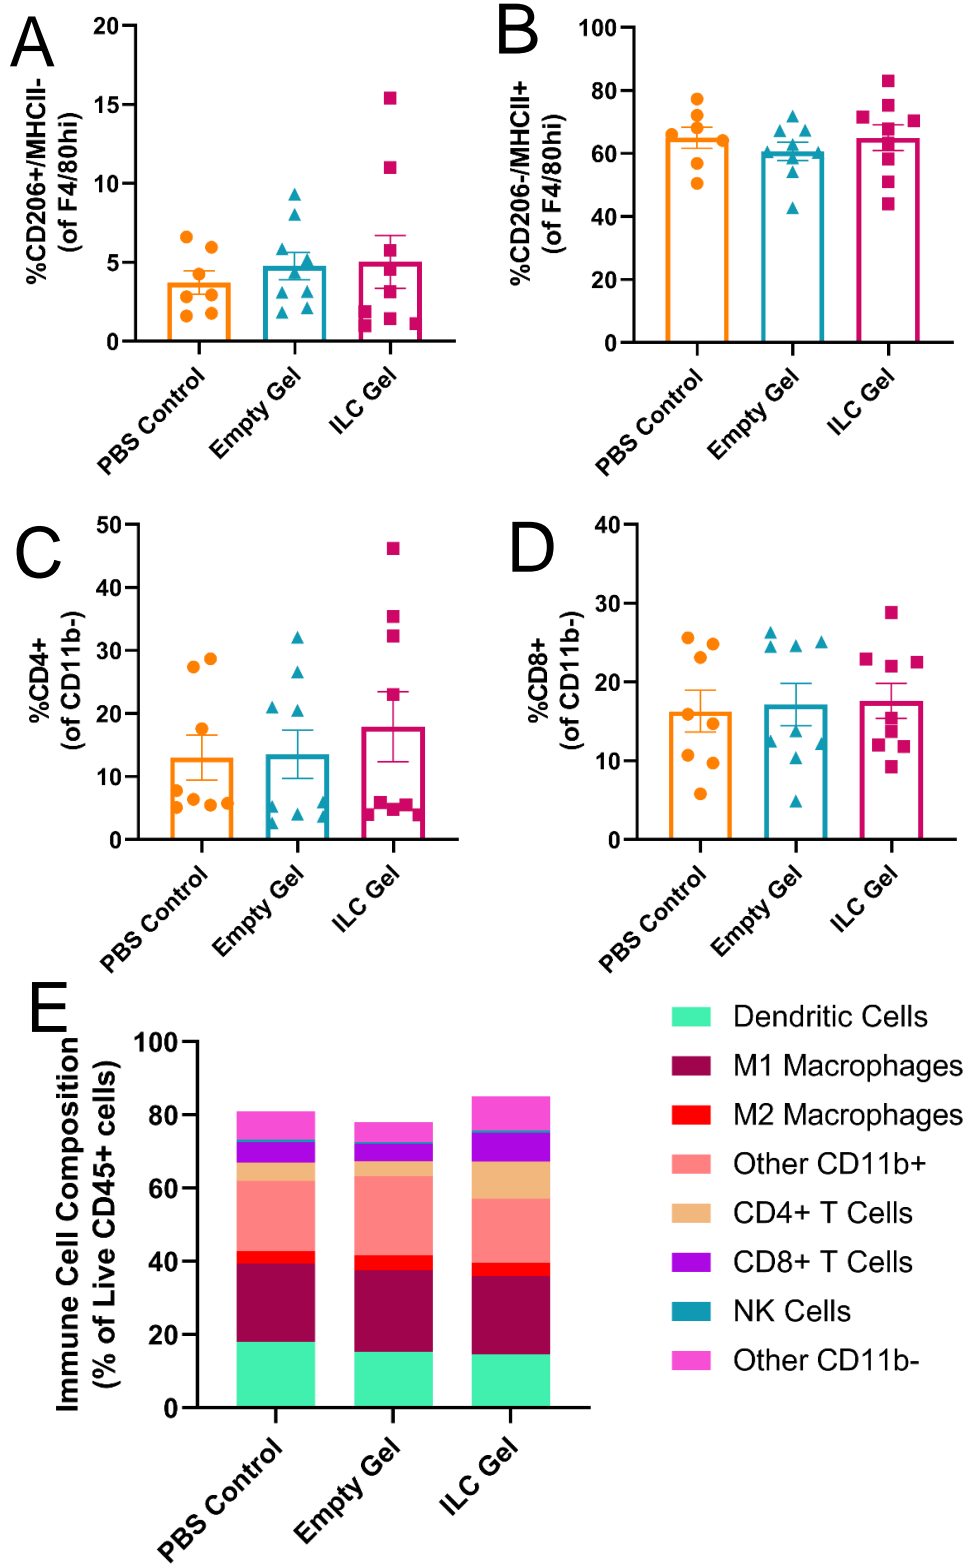 A
%CD206+/MHCII-
(of F4/80hi)
20
15
10
5
0
PBS Control
Empty Gel
ILC Gel
B
%CD206-/MHCII+
(of F4/80hi)
100
80
60
40
20
0
PBS Control
Empty Gel
ILC Gel
C
%CD4+
(of CD11b-)
50
40
30
20
10
0
PBS Control
Empty Gel
ILC Gel
D
%CD8+
(of CD11b-)
40
30
20
10
0
PBS Control
Empty Gel
ILC Gel
E
Immune Cell Composition
(% of Live CD45+ cells)
100
80
60
40
20
0
PBS Control
Empty Gel
ILC Gel
Dendritic Cells
M1 Macrophages
M2 Macrophages
Other CD11b+
CD4+ T Cells
CD8+ T Cells
NK Cells
Other CD11b-